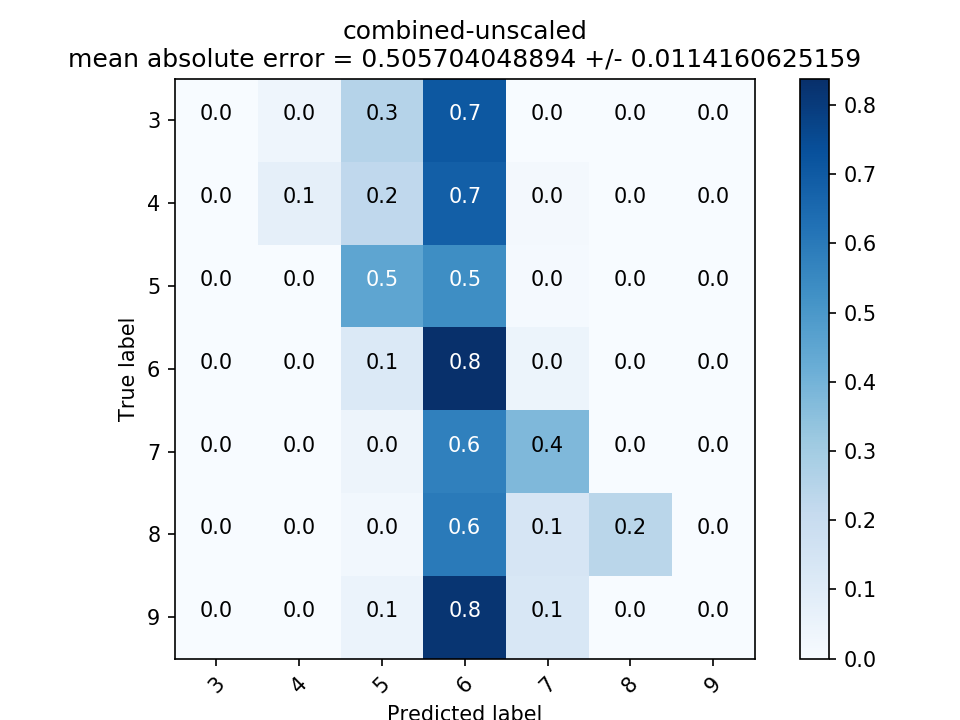 combined-unscaled
mean absolute error = 0.505704048894 +/- 0.0114160625159
3 0.0 0.0 0.3 0.7 0.0 0.0 0.0
4 0.0 0.1 0.2 0.7 0.0 0.0 0.0
5 0.0 0.0 0.5 0.5 0.0 0.0 0.0
6 0.0 0.0 0.1 0.8 0.0 0.0 0.0
7 0.0 0.0 0.0 0.6 0.4 0.0 0.0
8 0.0 0.0 0.0 0.6 0.1 0.2 0.0
9 0.0 0.0 0.1 0.8 0.1 0.0 0.0
True label
3 4 5 6 7 8 9
Predicted label
0.8
0.7
0.6
0.5
0.4
0.3
0.2
0.1
0.0